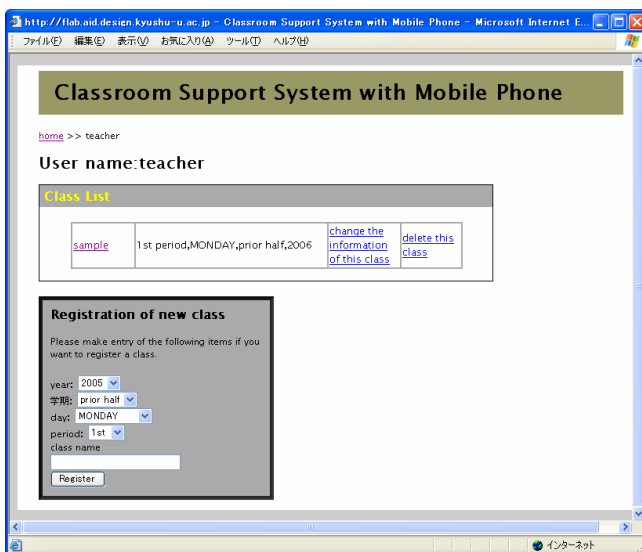 http://flab.aid.design.kyushu-u.ac.jp - Classroom Support System with Mobile Phone - Microsoft Internet E...
ファイル(F) 編集(E) 表示(V) お気に入り(A) ツール(T) ヘルプ(H)
Classroom Support System with Mobile Phone
home >> teacher
User name:teacher
Class List
sample
1st period,MONDAY,prior half,2006
change the
information
of this class
delete this
class
Registration of new class
Please make entry of the following items if you
want to register a class.
year: 2005
学期: prior half
day: MONDAY
period: 1st
class name
Register
インターネット